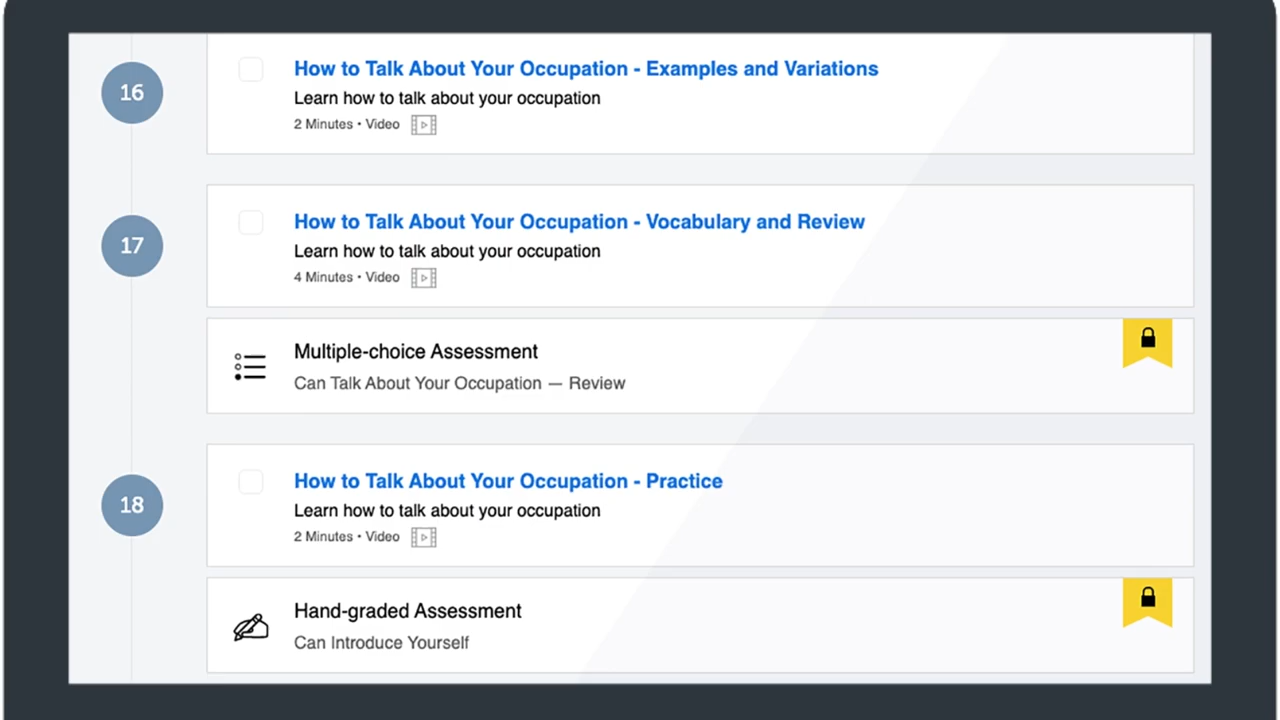 16
How to Talk About Your Occupation - Examples and Variations
Learn how to talk about your occupation
2 Minutes • Video
17
How to Talk About Your Occupation - Vocabulary and Review
Learn how to talk about your occupation
4 Minutes • Video
Multiple-choice Assessment
Can Talk About Your Occupation — Review
18
How to Talk About Your Occupation - Practice
Learn how to talk about your occupation
2 Minutes • Video
Hand-graded Assessment
Can Introduce Yourself